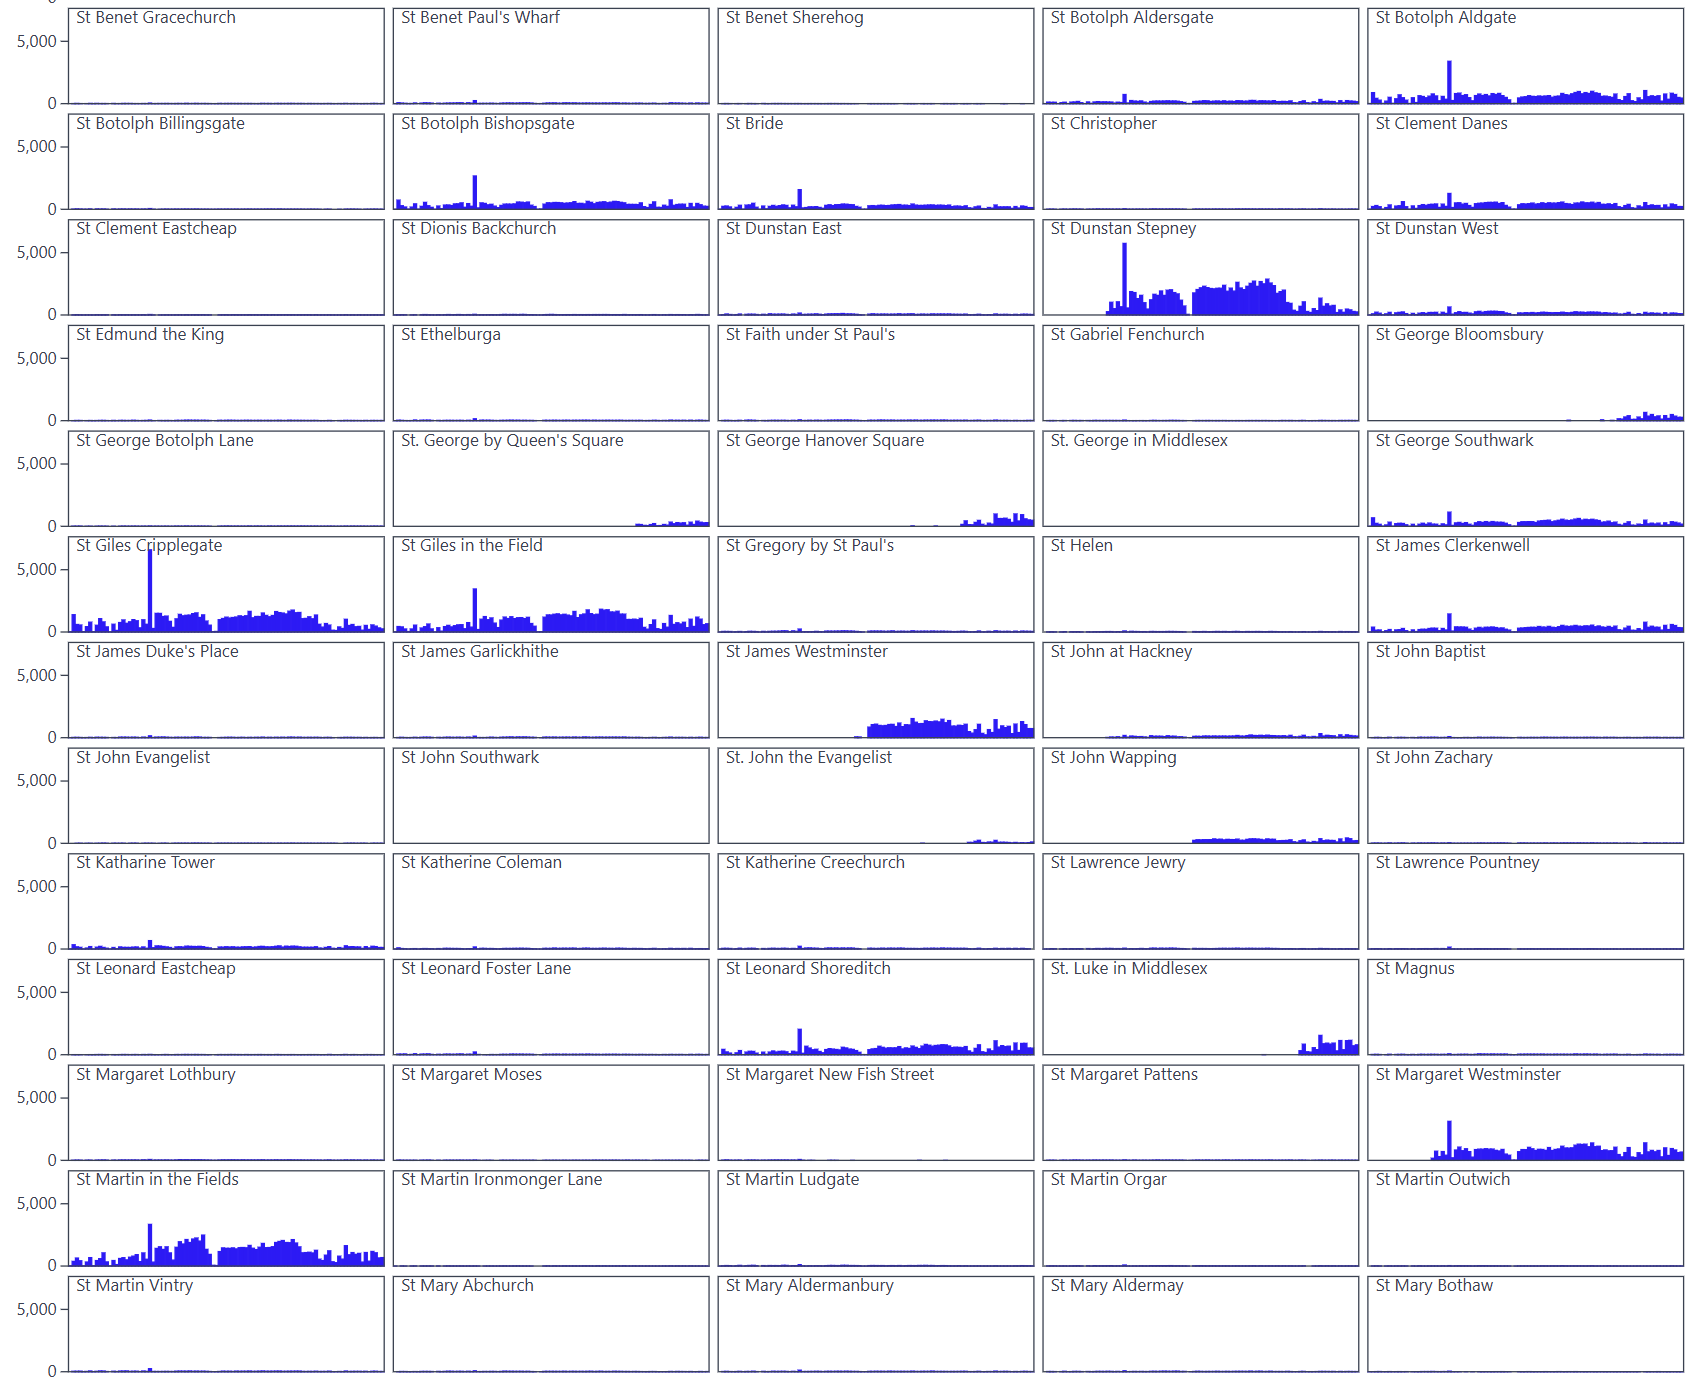 0
St Benet Gracechurch St Benet Paul's Wharf St Benet Sherehog St Botolph Aldersgate St Botolph Aldgate
5,000
0
St Botolph Billingsgate St Botolph Bishopsgate St Bride St Christopher St Clement Danes
5,000
0
St Clement Eastcheap St Dionis Backchurch St Dunstan East St Dunstan Stepney St Dunstan West
5,000
0
St Edmund the King St Ethelburga St Faith under St Paul's St Gabriel Fenchurch St George Bloomsbury
5,000
0
St George Botolph Lane St. George by Queen's Square St George Hanover Square St. George in Middlesex St George Southwark
5,000
0
St Giles Cripplegate St Giles in the Field St Gregory by St Paul's St Helen St James Clerkenwell
5,000
0
St James Duke's Place St James Garlickhithe St James Westminster St John at Hackney St John Baptist
5,000
0
St John Evangelist St John Southwark St. John the Evangelist St John Wapping St John Zachary
5,000
0
St Katharine Tower St Katherine Coleman St Katherine Creechurch St Lawrence Jewry St Lawrence Pountney
5,000
0
St Leonard Eastcheap St Leonard Foster Lane St Leonard Shoreditch St. Luke in Middlesex St Magnus
5,000
0
St Margaret Lothbury St Margaret Moses St Margaret New Fish Street St Margaret Pattens St Margaret Westminster
5,000
0
St Martin in the Fields St Martin Ironmonger Lane St Martin Ludgate St Martin Orgar St Martin Outwich
5,000
0
St Martin Vintry St Mary Abchurch St Mary Aldermanbury St Mary Aldermay St Mary Bothaw
5,000
0